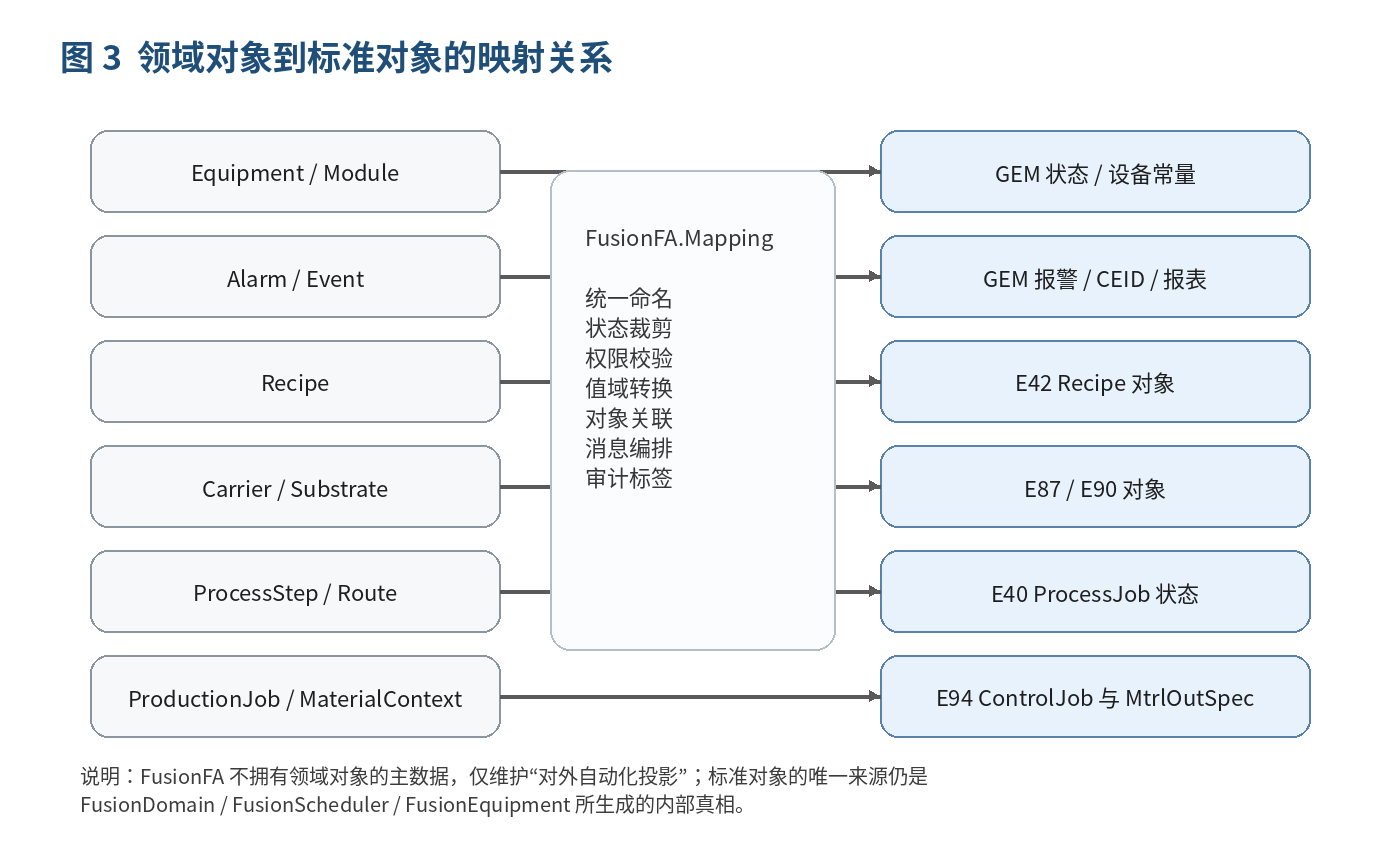 图 3 领域对象到标准对象的映射关系
Equipment / Module
GEM 状态 / 设备常量
FusionFA.Mapping
Alarm / Event
GEM 报警 / CEID / 报表
统一命名
状态裁剪
权限校验
值域转换
对象关联
消息编排
审计标签
Recipe
E42 Recipe 对象
Carrier / Substrate
E87 / E90 对象
ProcessStep / Route
E40 ProcessJob 状态
ProductionJob / MaterialContext
E94 ControlJob 与 MtrlOutSpec
说明：FusionFA 不拥有领域对象的主数据，仅维护“对外自动化投影”；标准对象的唯一来源仍是
FusionDomain / FusionScheduler / FusionEquipment 所生成的内部真相。